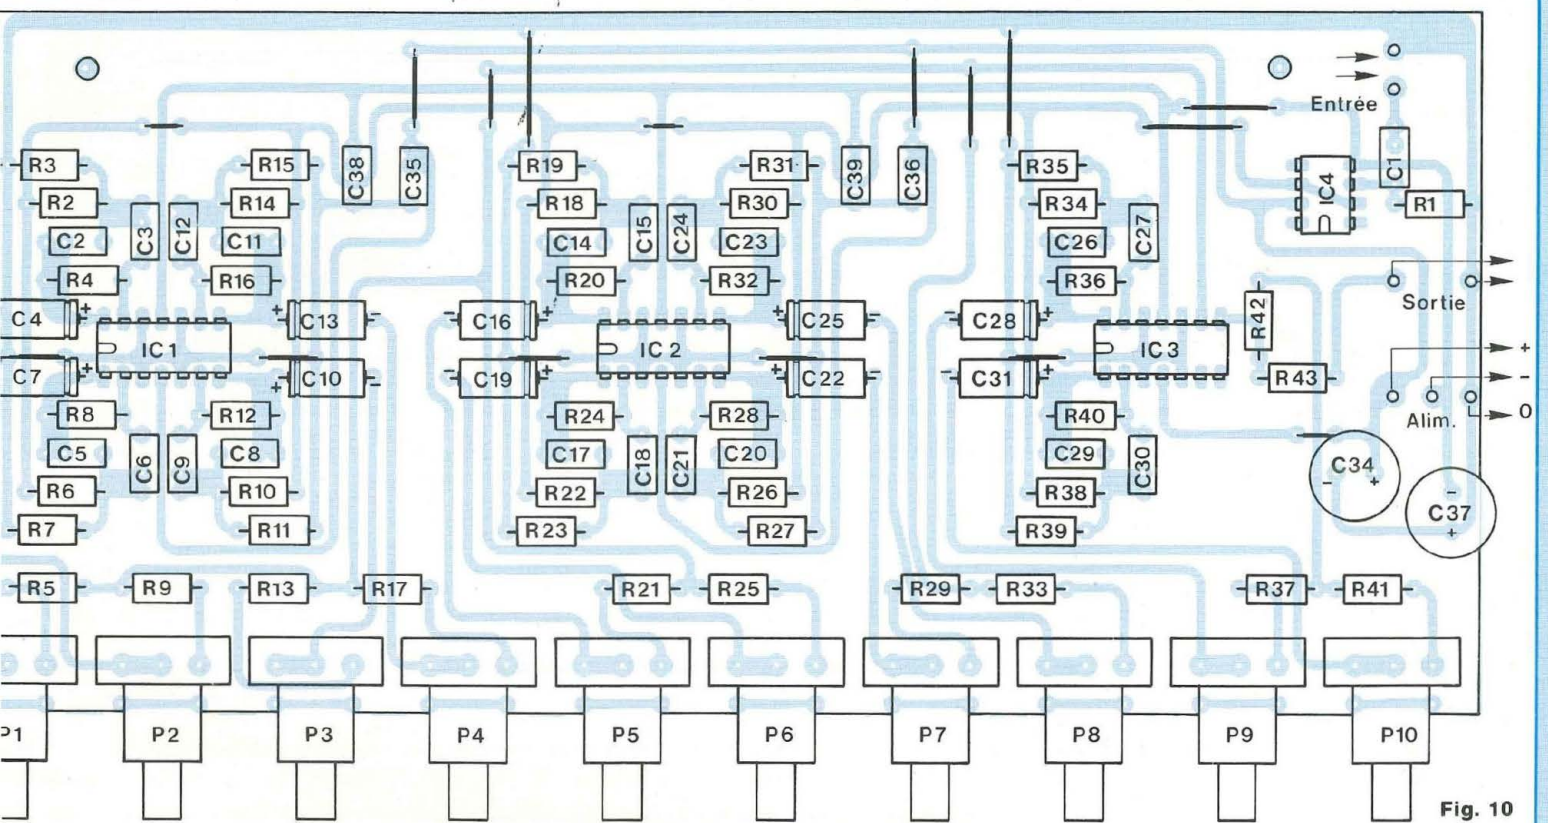 Entrée
R3 R15 C38 C35 R19 R31 C39 C36 R35 IC4 C1
R2 R14 R18 R30 R34 R1
C2 C3 C12 C11 C14 C15 C24 C23 C26 C27
R4 R16 R20 R32 R36
Sortie
C4 + + C13 - - C16 + + C25 - - C28 + R42
IC1 IC2 IC3 +
C7 + + C10 - - C19 + + C22 - - C31 + R43 -
R8 R12 R24 R28 R40 Alim. 0
C5 C6 C9 C8 C17 C18 C21 C20 C29 C30 C34
- +
R6 R10 R22 R26 R38 -
C37
R7 R11 R23 R27 R39 +
R5 R9 R13 R17 R21 R25 R29 R33 R37 R41
P1 P2 P3 P4 P5 P6 P7 P8 P9 P10
Fig. 10